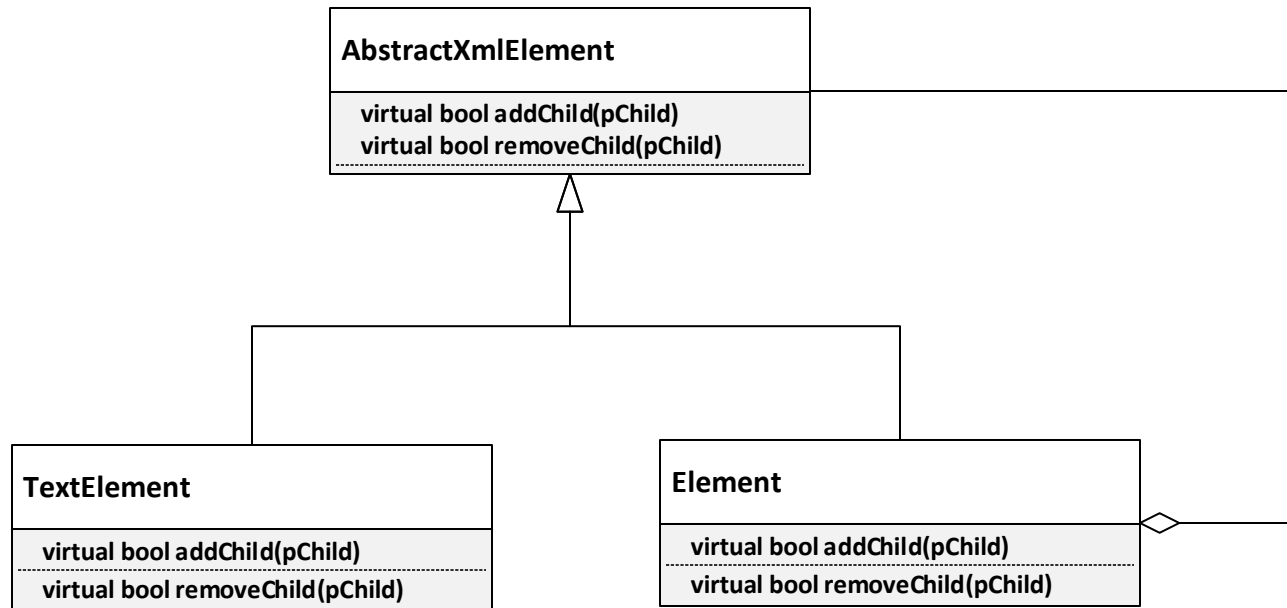 AbstractXmlElement
virtual bool addChild(pChild)
virtual bool removeChild(pChild)
TextElement
virtual bool addChild(pChild)
virtual bool removeChild(pChild)
Element
virtual bool addChild(pChild)
virtual bool removeChild(pChild)